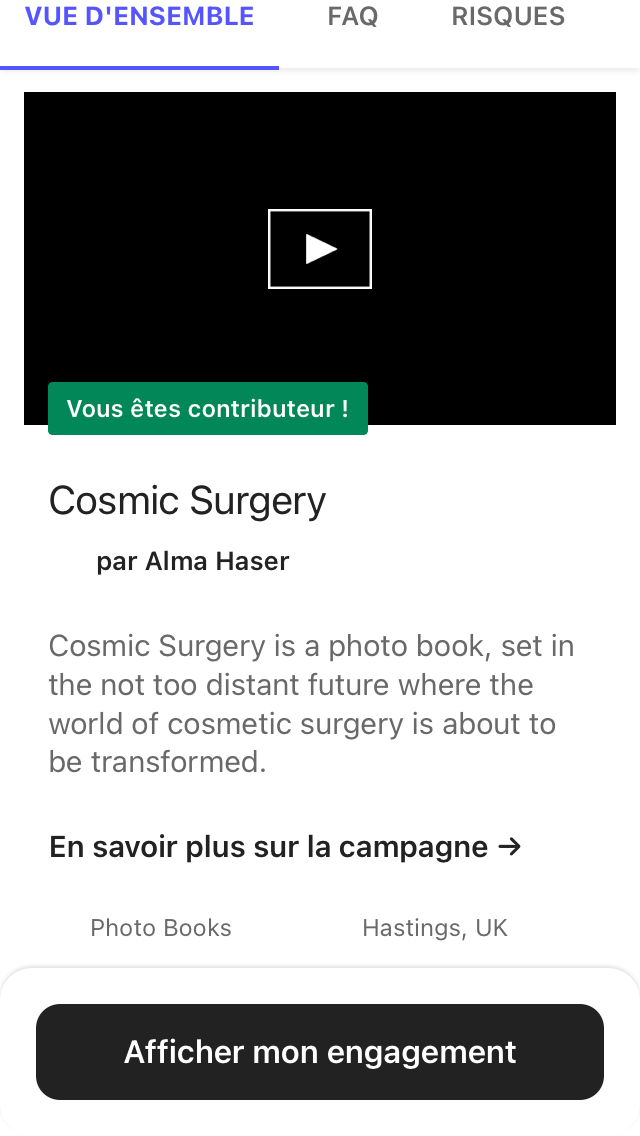 VUE D'ENSEMBLE FAQ RISQUES
Vous êtes contributeur !
Cosmic Surgery
par Alma Haser
Cosmic Surgery is a photo book, set in
the not too distant future where the
world of cosmetic surgery is about to
be transformed.
En savoir plus sur la campagne →
Photo Books Hastings, UK
Afficher mon engagement